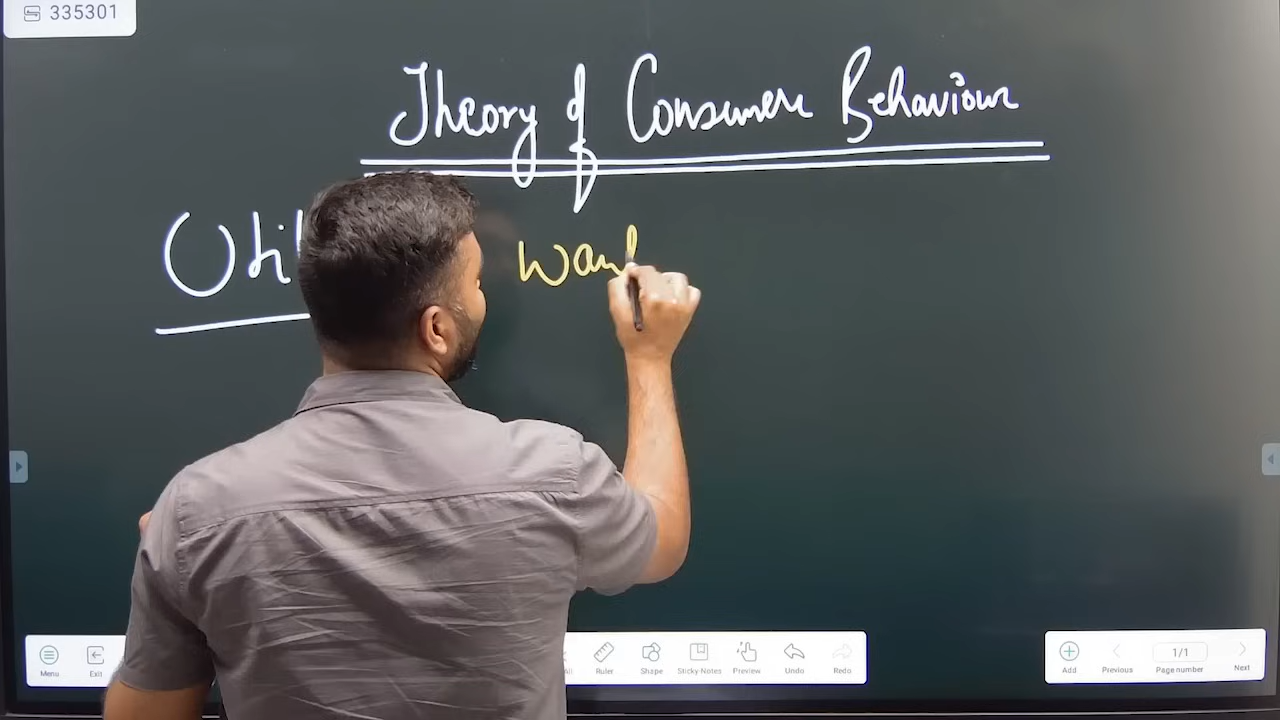 335301
Theory of Consumer Behaviour
Menu Exit Ruler Shape Sticky-Notes Preview Undo Redo Add Previous 1/1 Page number Next